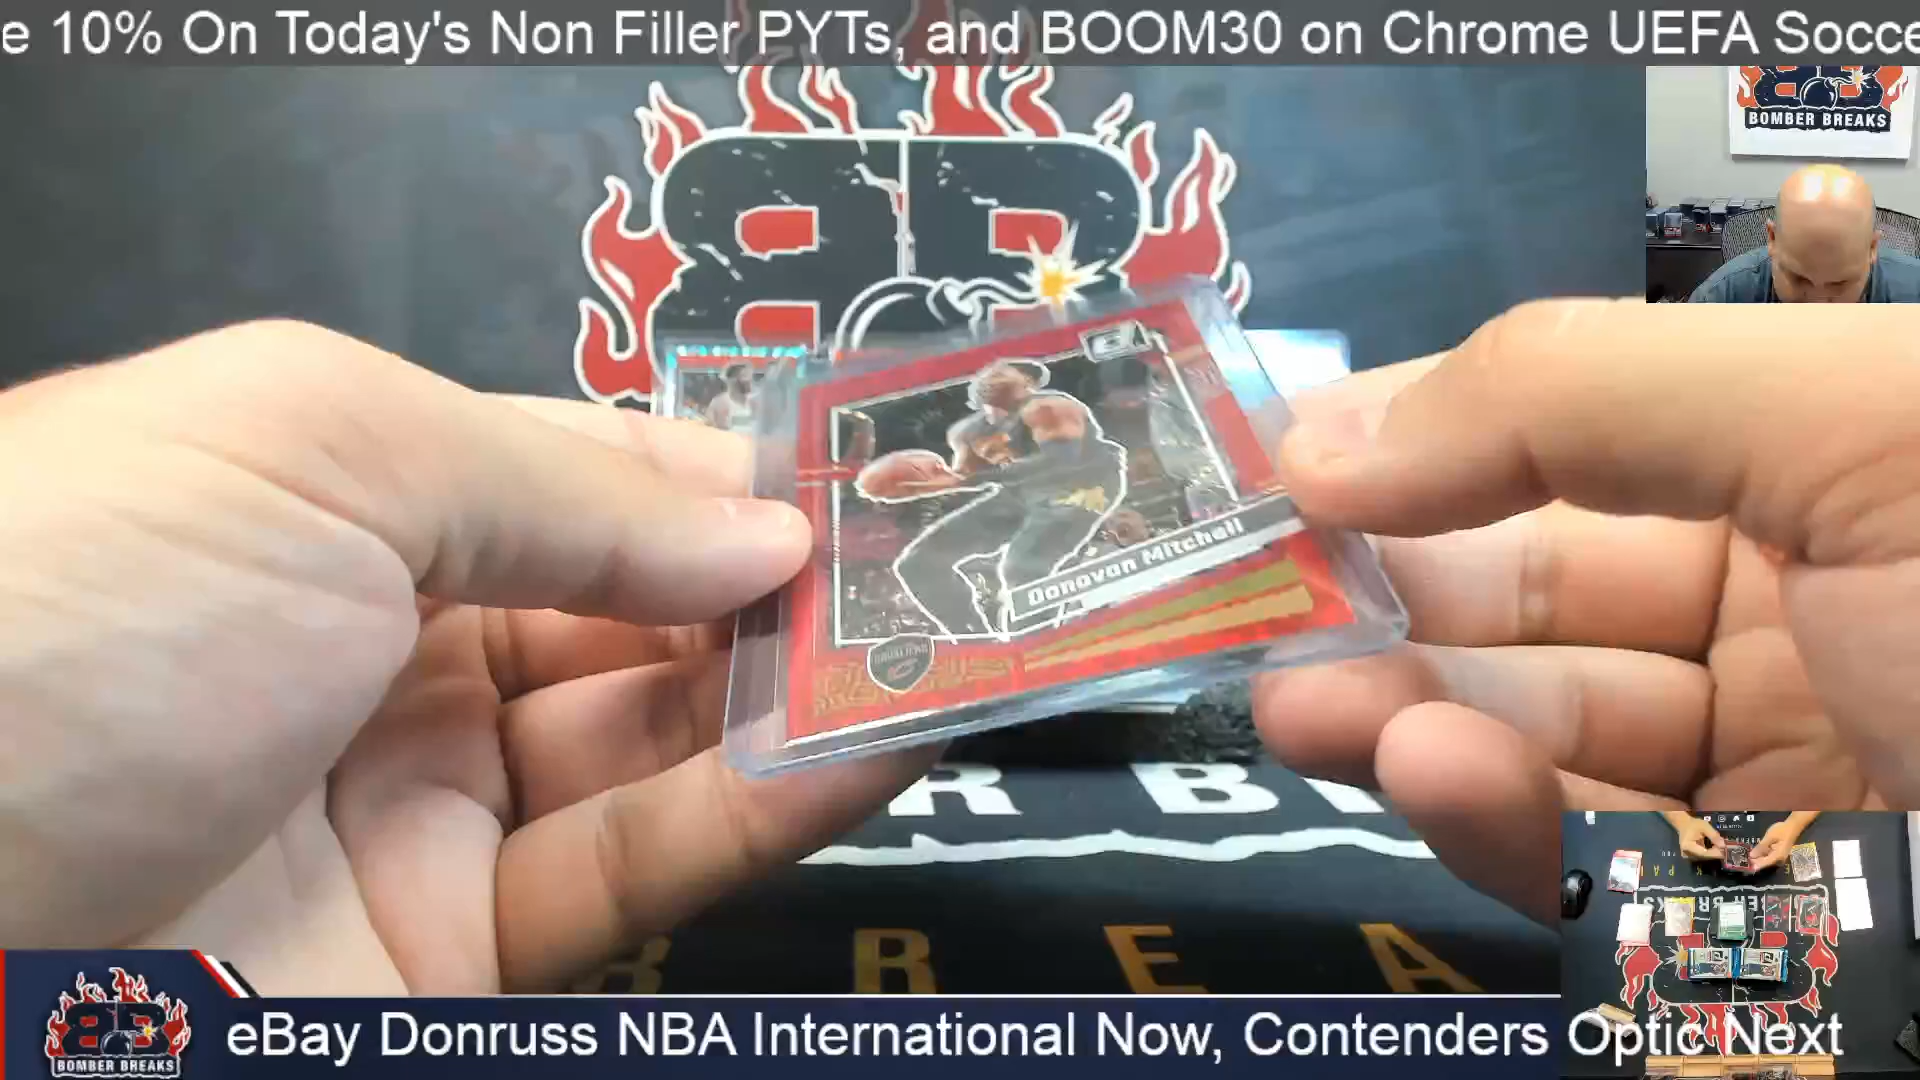 e 10% On Today's Non Filler PYTs, and BOOM30 on Chrome UEFA Socce
BOMBER BREAKS
Donovan Mitchell
CAVALIERS
R B
B R E A
BOMBER BREAKS
eBay Donruss NBA International Now, Contenders Optic Next